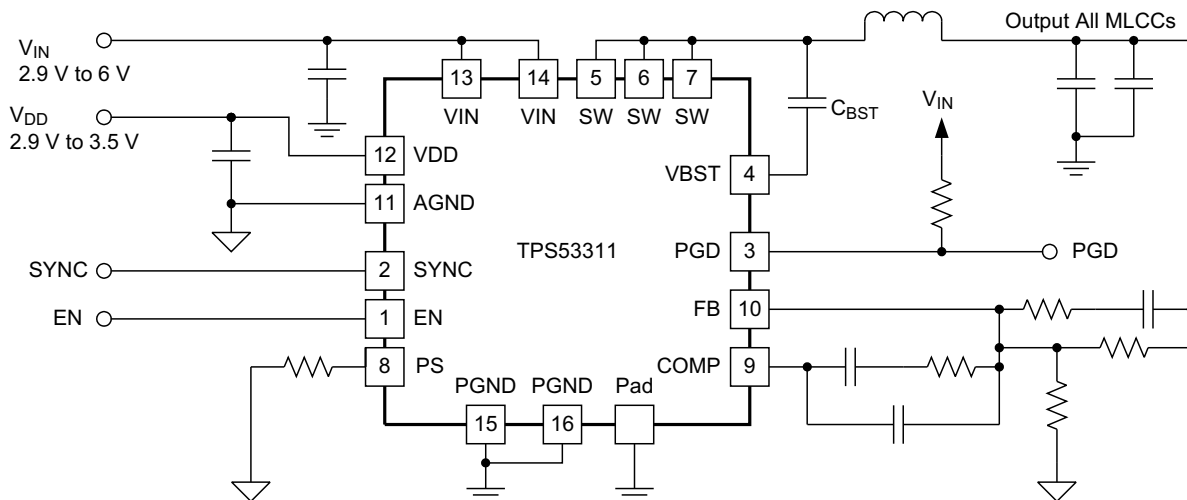 Output All MLCCs
V_IN
2.9 V to 6 V
13 14 5 6 7
VIN VIN SW SW SW
C_BST
V_IN
V_DD
2.9 V to 3.5 V
12 VDD
VBST 4
11 AGND
TPS53311
PGD 3
PGD
SYNC
2 SYNC
FB 10
EN
1 EN
8 PS
COMP 9
PGND PGND Pad
15 16